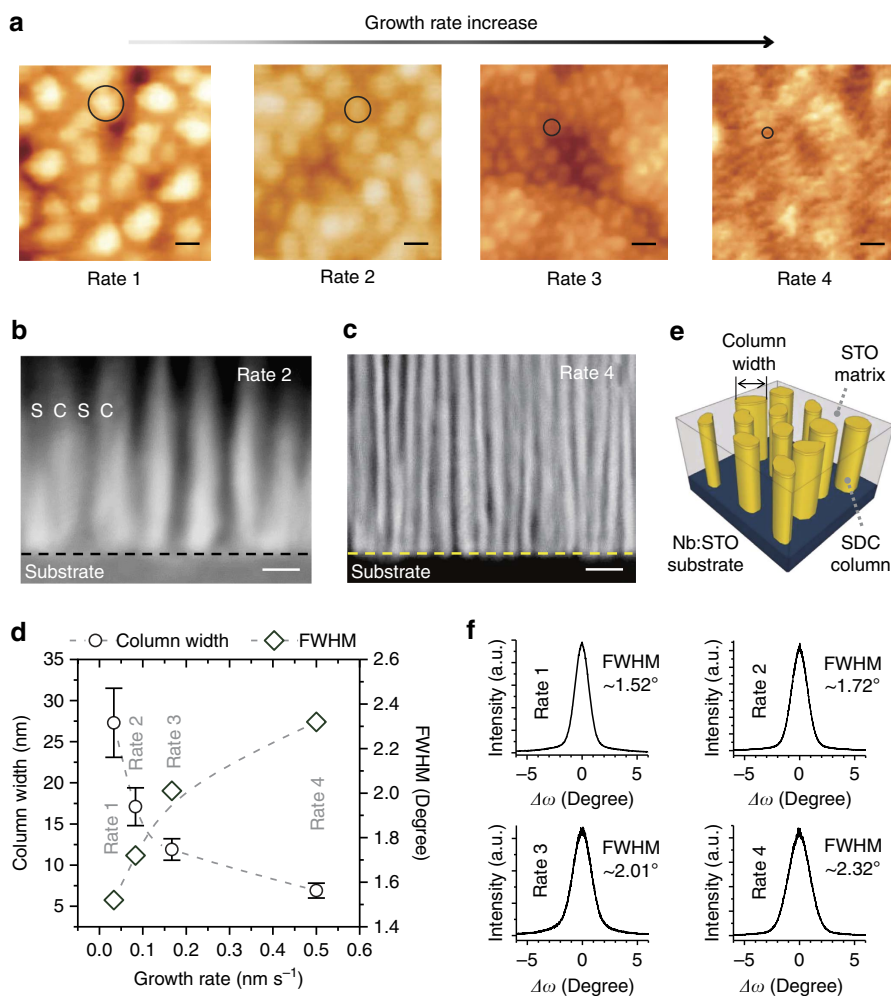 a
Growth rate increase
Rate 1
Rate 2
Rate 3
Rate 4
b
Rate 2
S C S C
Substrate
c
Rate 4
Substrate
e
Column
width
STO
matrix
Nb:STO
substrate
SDC
column
d
Column width
FWHM
Column width (nm)
35
30
25
20
15
10
5
FWHM (Degree)
2.6
2.4
2.2
2.0
1.8
1.6
1.4
Rate 1
Rate 2
Rate 3
Rate 4
0.0 0.1 0.2 0.3 0.4 0.5 0.6
Growth rate (nm s⁻¹)
f
Intensity (a.u.)
Rate 1
FWHM
~1.52°
−5 0 5
Δω (Degree)
Intensity (a.u.)
Rate 2
FWHM
~1.72°
−5 0 5
Δω (Degree)
Intensity (a.u.)
Rate 3
FWHM
~2.01°
−5 0 5
Δω (Degree)
Intensity (a.u.)
Rate 4
FWHM
~2.32°
−5 0 5
Δω (Degree)